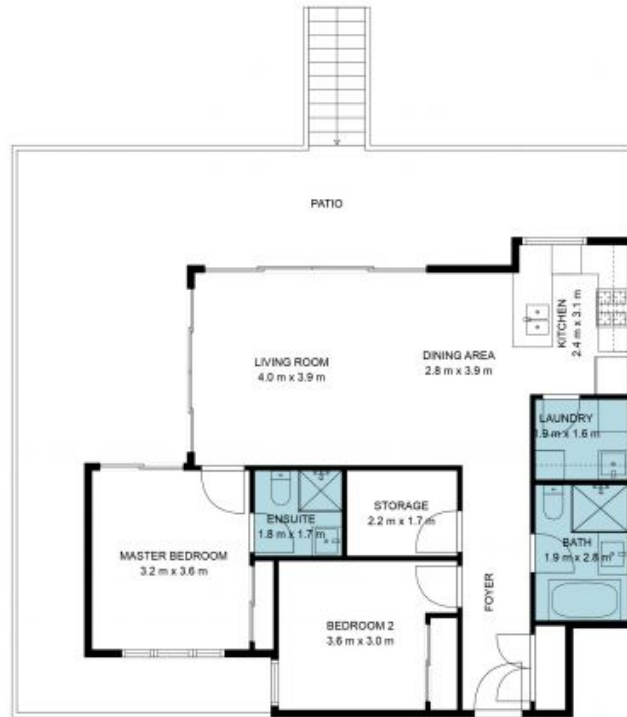 PATIO
LIVING ROOM
4.0 m x 3.9 m
DINING AREA
2.8 m x 3.9 m
KITCHEN
2.4 m x 3.1 m
LAUNDRY
1.9 m x 1.6 m
ENSUITE
1.8 m x 1.7 m
STORAGE
2.2 m x 1.7 m
BATH
1.9 m x 2.8 m
MASTER BEDROOM
3.2 m x 3.6 m
BEDROOM 2
3.6 m x 3.0 m
FOYER